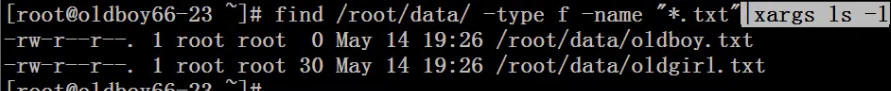 [root@oldboy66-23 ~]# find /root/data/ -type f -name "*.txt"|xargs ls -l
-rw-r--r--. 1 root root  0 May 14 19:26 /root/data/oldboy.txt
-rw-r--r--. 1 root root 30 May 14 19:26 /root/data/oldgirl.txt
[root@oldboy66-23 ~]#